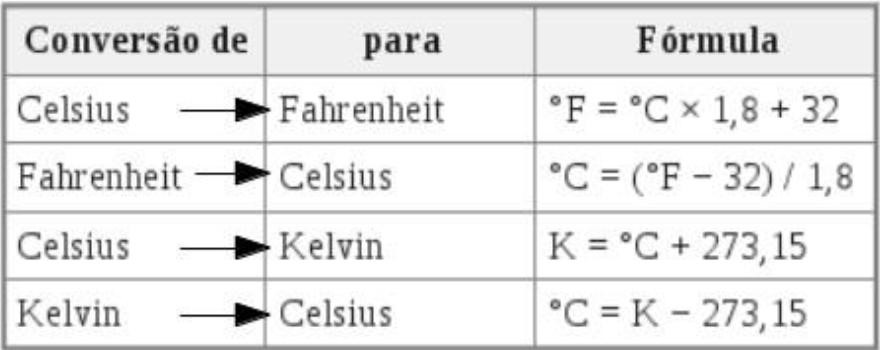 Conversão de para Fórmula
Celsius Fahrenheit °F = °C × 1,8 + 32
Fahrenheit Celsius °C = (°F − 32) / 1,8
Celsius Kelvin K = °C + 273,15
Kelvin Celsius °C = K − 273,15